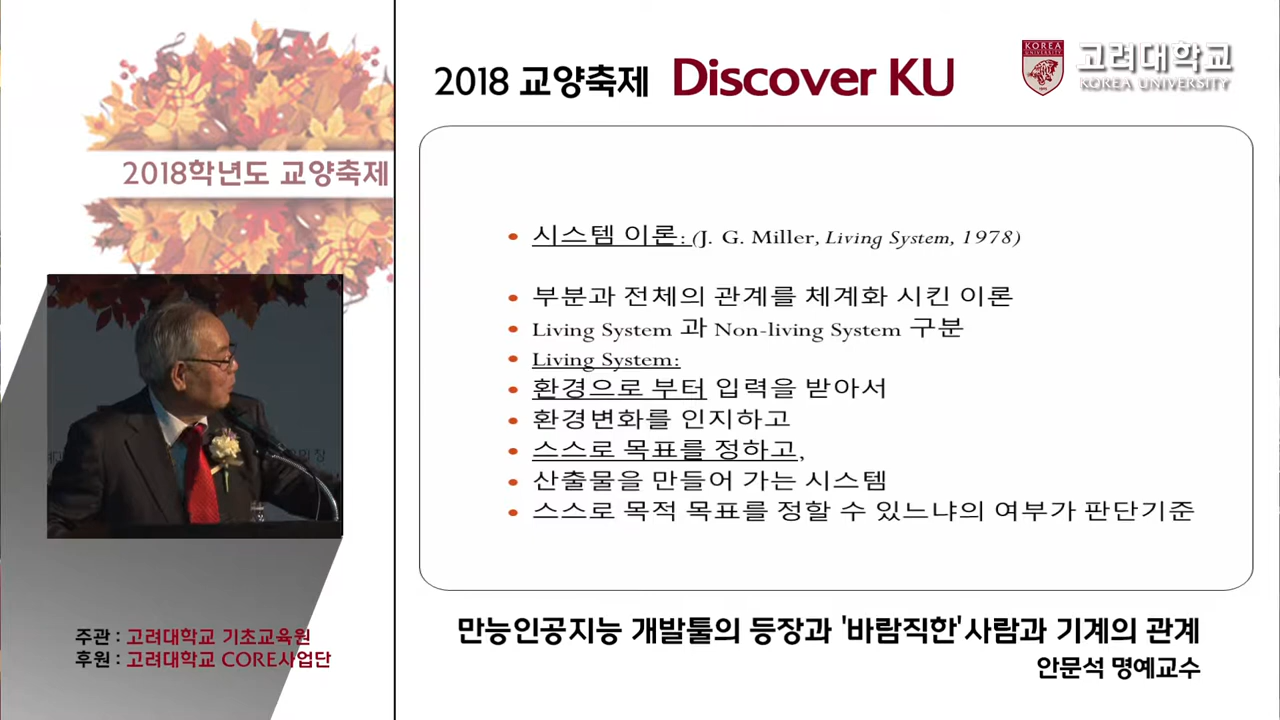 2018 교양축제 Discover KU
KOREA
UNIVERSITY
고려대학교
KOREA UNIVERSITY
2018학년도 교양축제
• 시스템 이론: (J. G. Miller, Living System, 1978)
• 부분과 전체의 관계를 체계화 시킨 이론
• Living System 과 Non-living System 구분
• Living System:
• 환경으로 부터 입력을 받아서
• 환경변화를 인지하고
• 스스로 목표를 정하고,
• 산출물을 만들어 가는 시스템
• 스스로 목적 목표를 정할 수 있느냐의 여부가 판단기준
주관 : 고려대학교 기초교육원
후원 : 고려대학교 CORE사업단
만능인공지능 개발툴의 등장과 '바람직한'사람과 기계의 관계
안문석 명예교수